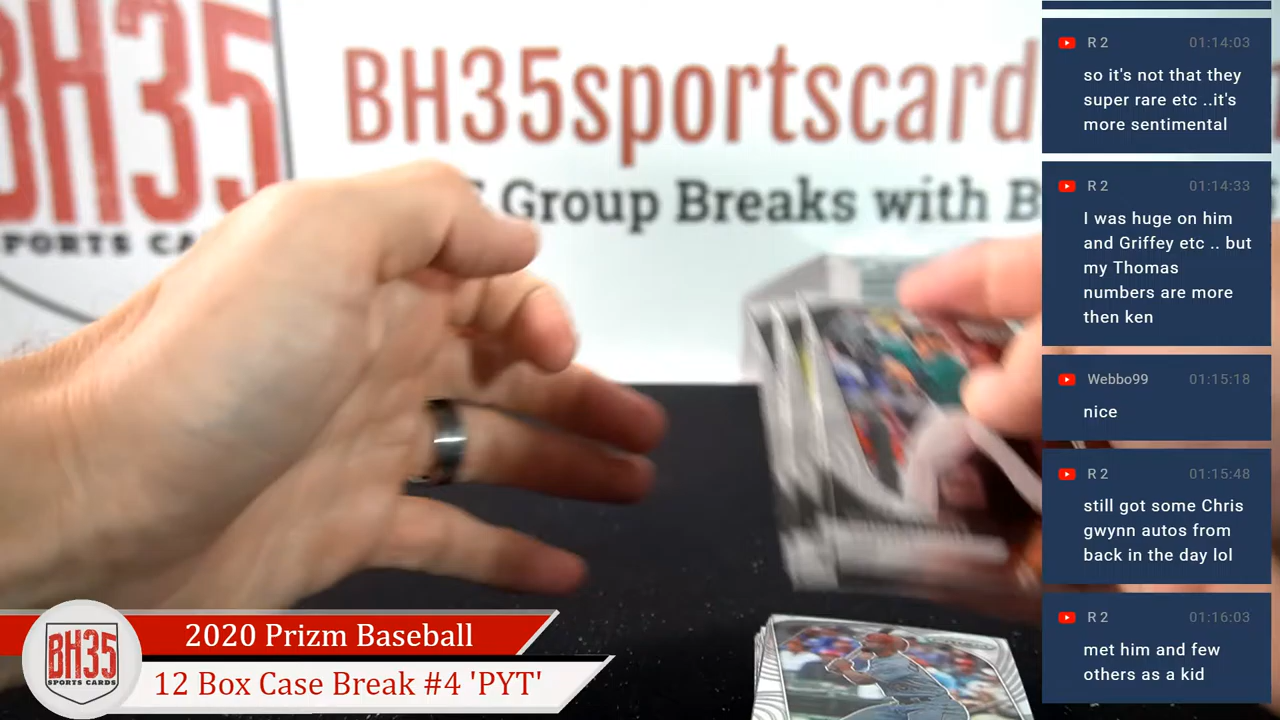 BH35
PORTS CA
BH35sportscard
Group Breaks with B
R 2 01:14:03
so it's not that they
super rare etc ..it's
more sentimental
R 2 01:14:33
I was huge on him
and Griffey etc .. but
my Thomas
numbers are more
then ken
Webbo99 01:15:18
nice
R 2 01:15:48
still got some Chris
gwynn autos from
back in the day lol
R 2 01:16:03
met him and few
others as a kid
BH35
SPORTS CARDS
2020 Prizm Baseball
12 Box Case Break #4 'PYT'